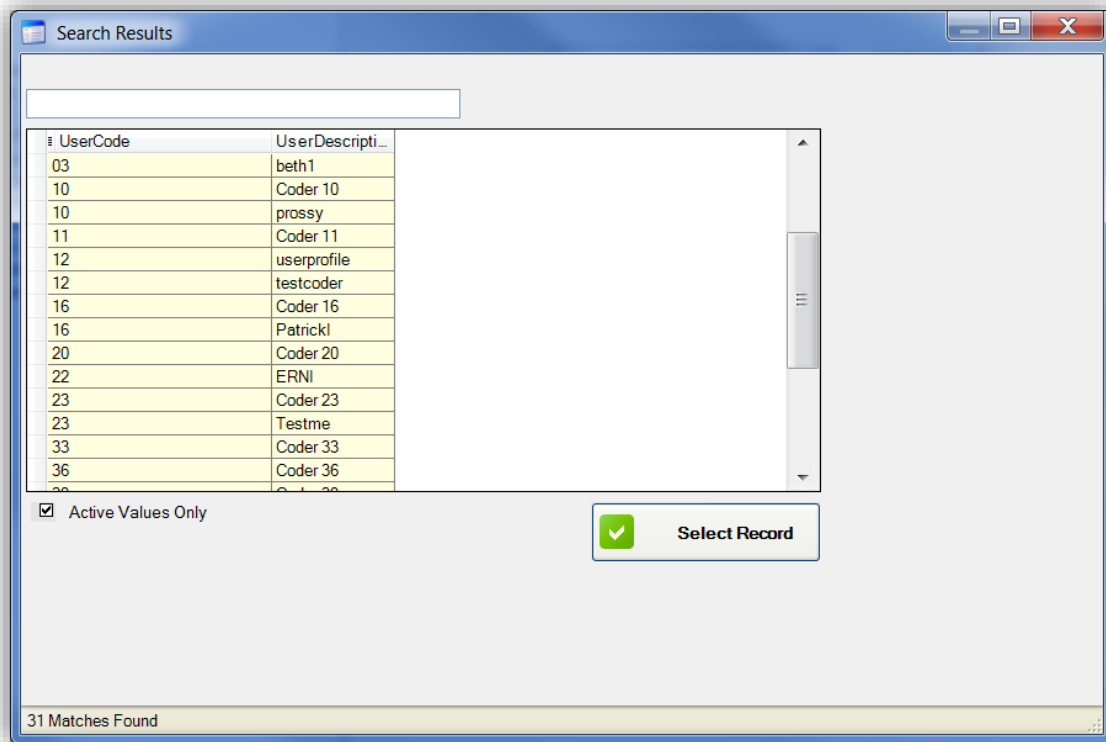 Search Results
UserCode UserDescripti...
03 beth1
10 Coder 10
10 prossy
11 Coder 11
12 userprofile
12 testcoder
16 Coder 16
16 PatrickI
20 Coder 20
22 ERNI
23 Coder 23
23 Testme
33 Coder 33
36 Coder 36
Active Values Only
Select Record
31 Matches Found